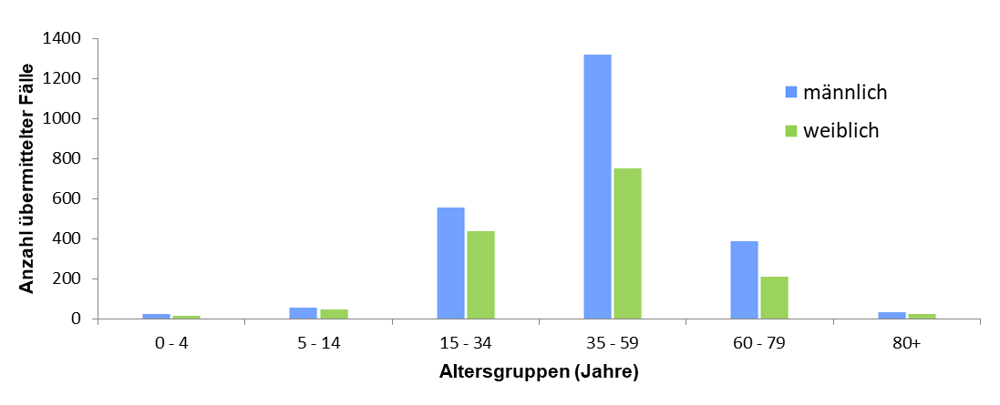 Anzahl übermittelter Fälle
1400
1200
1000
800
600
400
200
0
männlich
weiblich
0 - 4
5 - 14
15 - 34
35 - 59
60 - 79
80+
Altersgruppen (Jahre)